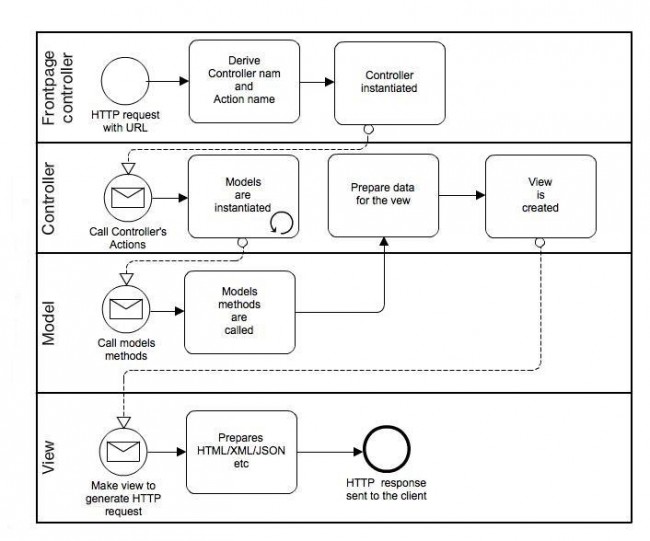 Frontpage
controller
HTTP request
with URL
Derive
Controller nam
and
Action name
Controller
instantiated
Controller
Call Controller's
Actions
Models
are
instantiated
Prepare data
for the vew
View
is
created
Model
Call models
methods
Models
methods
are
called
View
Make view to
generate HTTP
request
Prepares
HTML/XML/JSON
etc
HTTP response
sent to the client